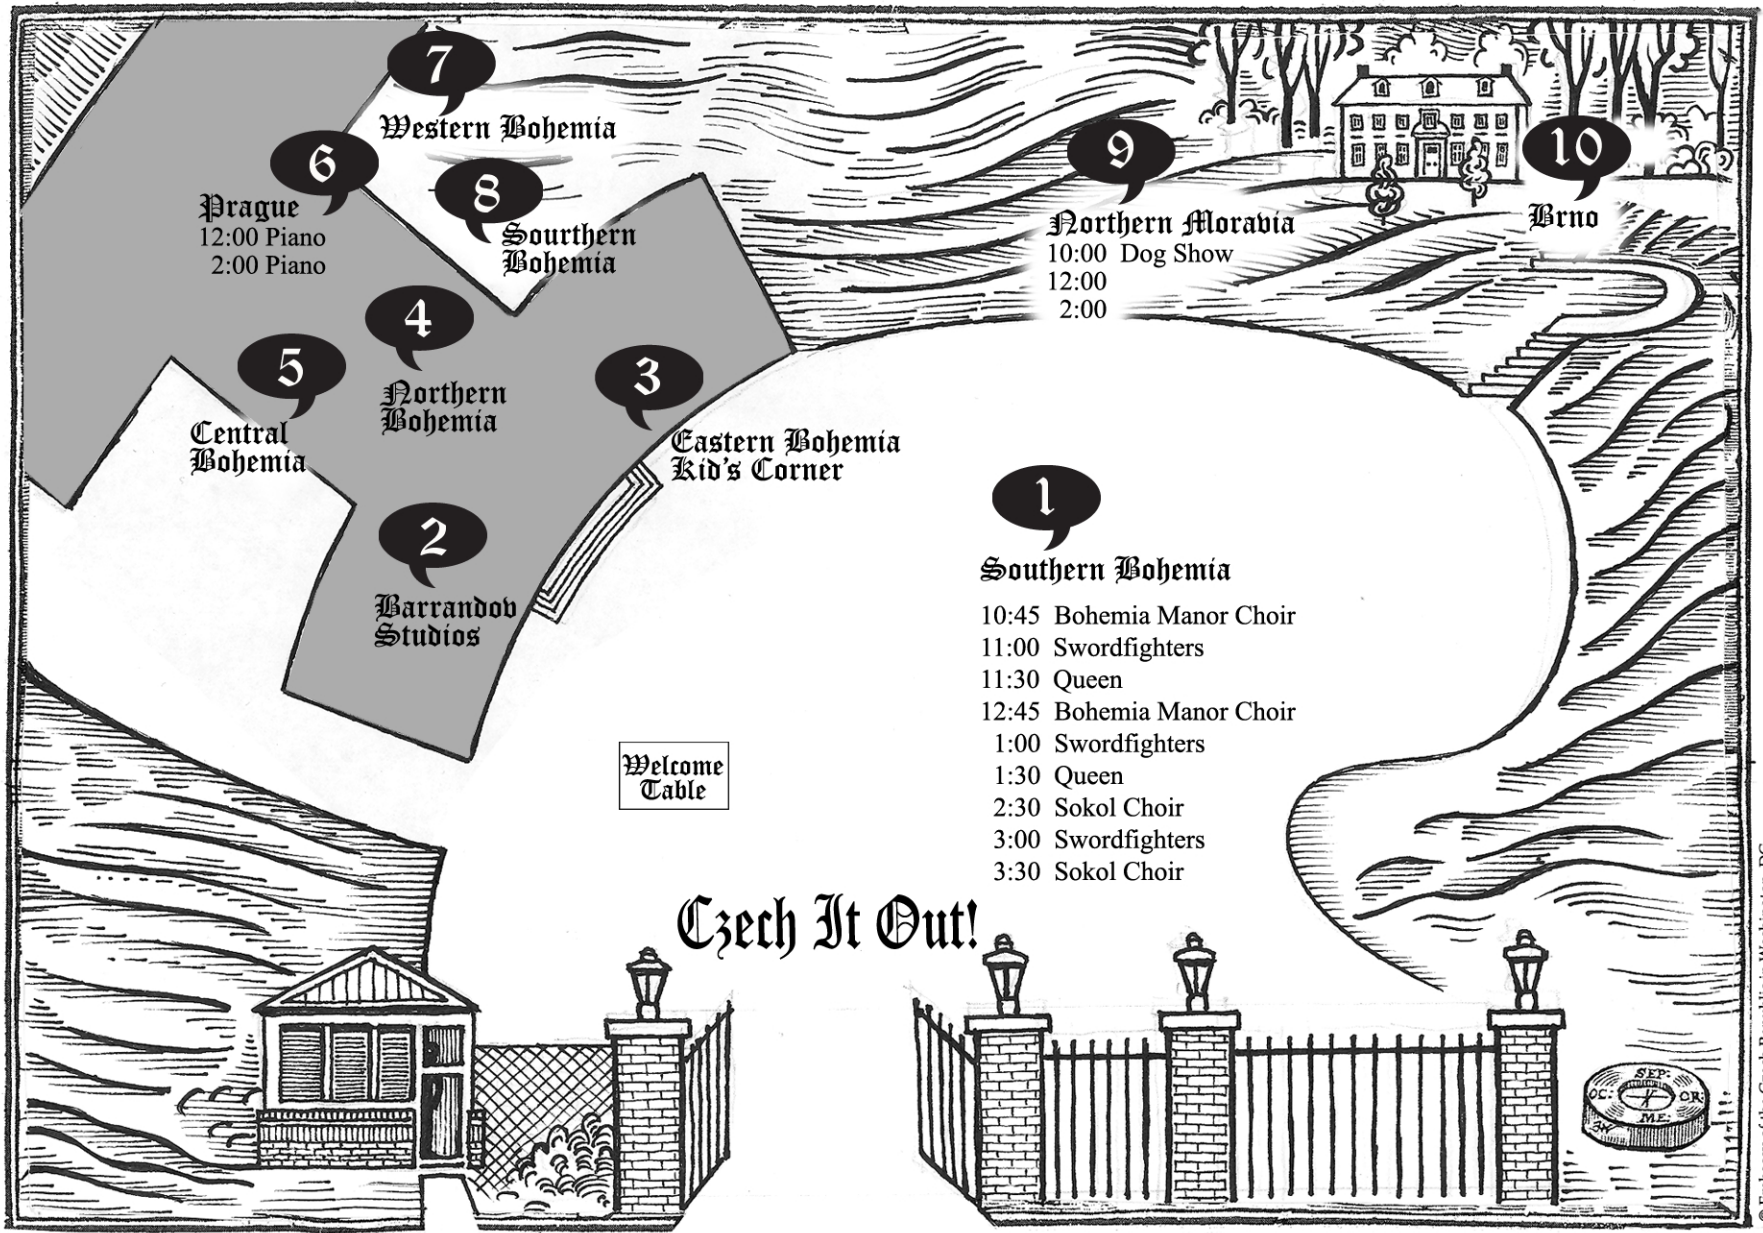 7
Western Bohemia
6
Prague
12:00 Piano
2:00 Piano
8
Sourthern
Bohemia
9
Northern Moravia
10:00 Dog Show
12:00
2:00
10
Brno
5
Central
Bohemia
4
Northern
Bohemia
3
Eastern Bohemia
Kid's Corner
2
Barrandov
Studios
1
Southern Bohemia
10:45 Bohemia Manor Choir
11:00 Swordfighters
11:30 Queen
12:45 Bohemia Manor Choir
1:00 Swordfighters
1:30 Queen
2:30 Sokol Choir
3:00 Swordfighters
3:30 Sokol Choir
Welcome
Table
Czech It Out!
SEP.
OC: OR:
ME.